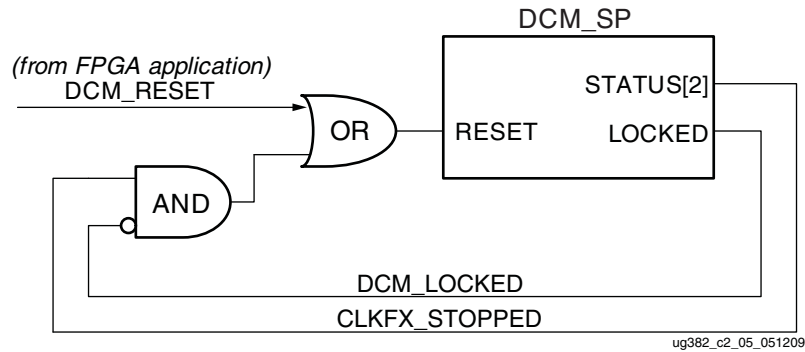 DCM_SP
(from FPGA application)
DCM_RESET
STATUS[2]
OR
RESET
LOCKED
AND
DCM_LOCKED
CLKFX_STOPPED
ug382_c2_05_051209